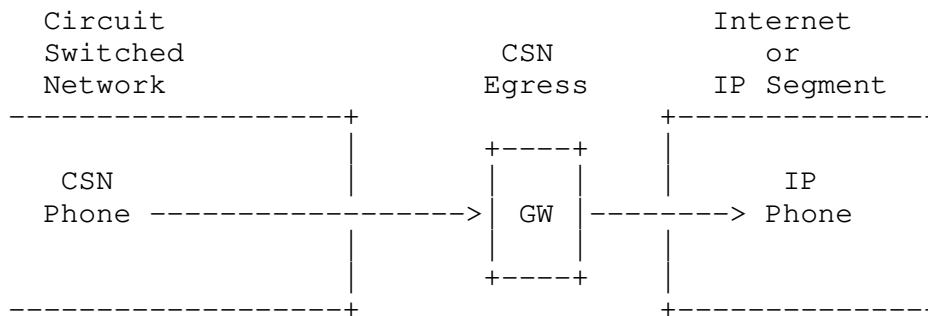 Circuit Internet
Switched CSN or
Network Egress IP Segment
CSN IP
Phone GW Phone